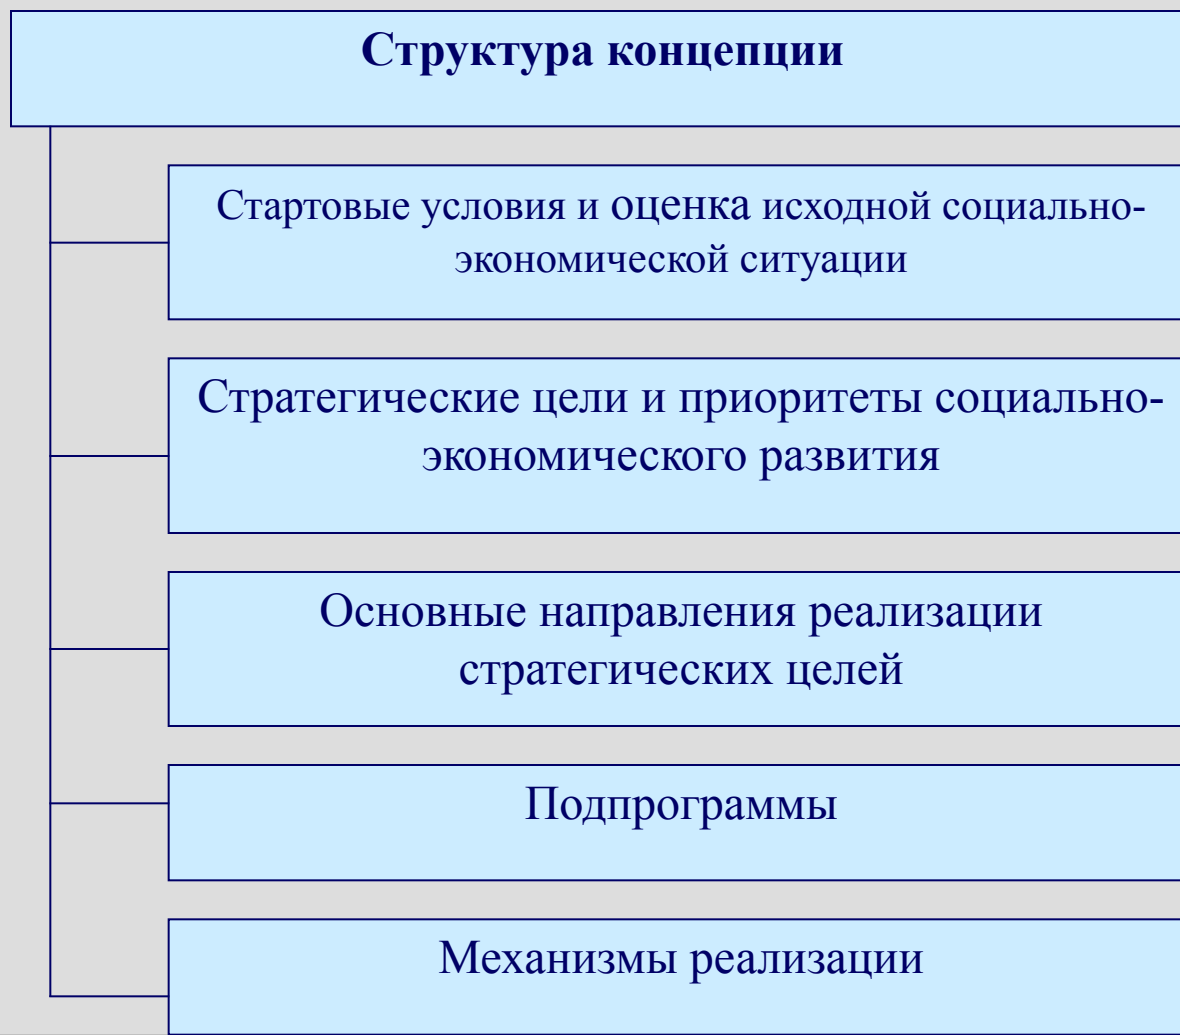 Структура концепции
Стартовые условия и оценка исходной социально-
экономической ситуации
Стратегические цели и приоритеты социально-
экономического развития
Основные направления реализации
стратегических целей
Подпрограммы
Механизмы реализации